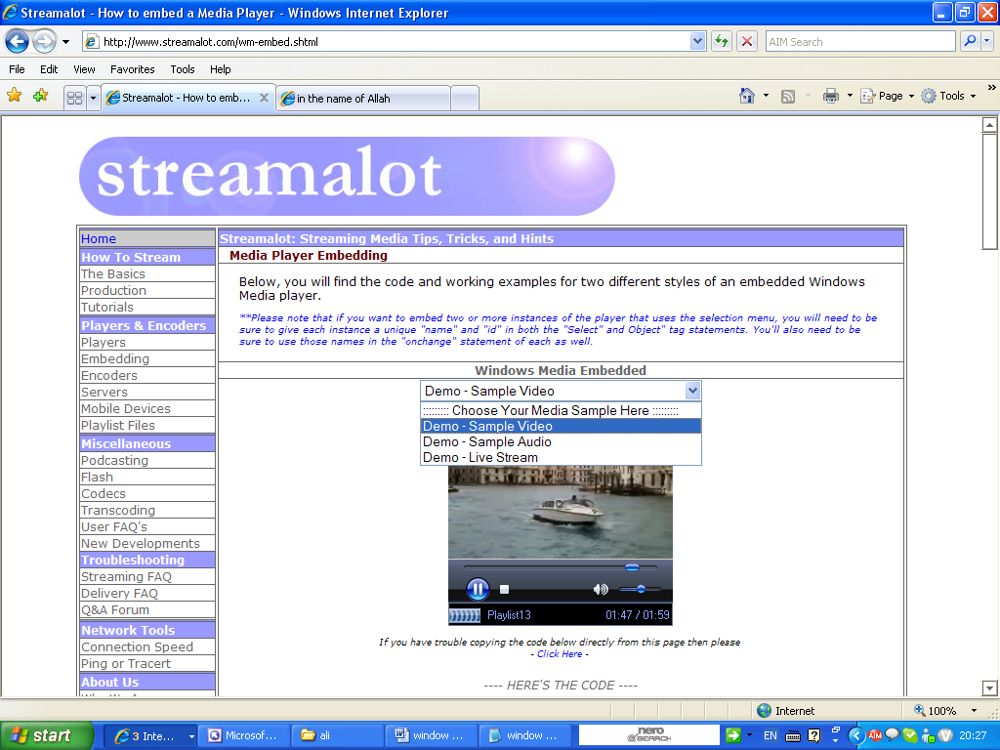 Streamalot - How to embed a Media Player - Windows Internet Explorer
http://www.streamalot.com/wm-embed.shtml
AIM Search
File Edit View Favorites Tools Help
Streamalot - How to emb...
in the name of Allah
Page
Tools
streamalot
Home
How To Stream
The Basics
Production
Tutorials
Players & Encoders
Players
Embedding
Encoders
Servers
Mobile Devices
Playlist Files
Miscellaneous
Podcasting
Flash
Codecs
Transcoding
User FAQ's
New Developments
Troubleshooting
Streaming FAQ
Delivery FAQ
Q&A Forum
Network Tools
Connection Speed
Ping or Tracert
About Us
Streamalot: Streaming Media Tips, Tricks, and Hints
Media Player Embedding
Below, you will find the code and working examples for two different styles of an embedded Windows
Media player.
**Please note that if you want to embed two or more instances of the player that uses the selection menu, you will need to be
sure to give each instance a unique "name" and "id" in both the "Select" and Object" tag statements. You'll also need to be
sure to use those names in the "onchange" statement of each as well.
Windows Media Embedded
Demo - Sample Video
::::::::: Choose Your Media Sample Here :::::::::
Demo - Sample Video
Demo - Sample Audio
Demo - Live Stream
Playlist13 01:47 / 01:59
If you have trouble copying the code below directly from this page then please
- Click Here -
---- HERE'S THE CODE ----
Internet
100%
start
3 Inte...
Microsof...
ali
window ...
window ...
nero
SEARCH
EN
AIM
20:27